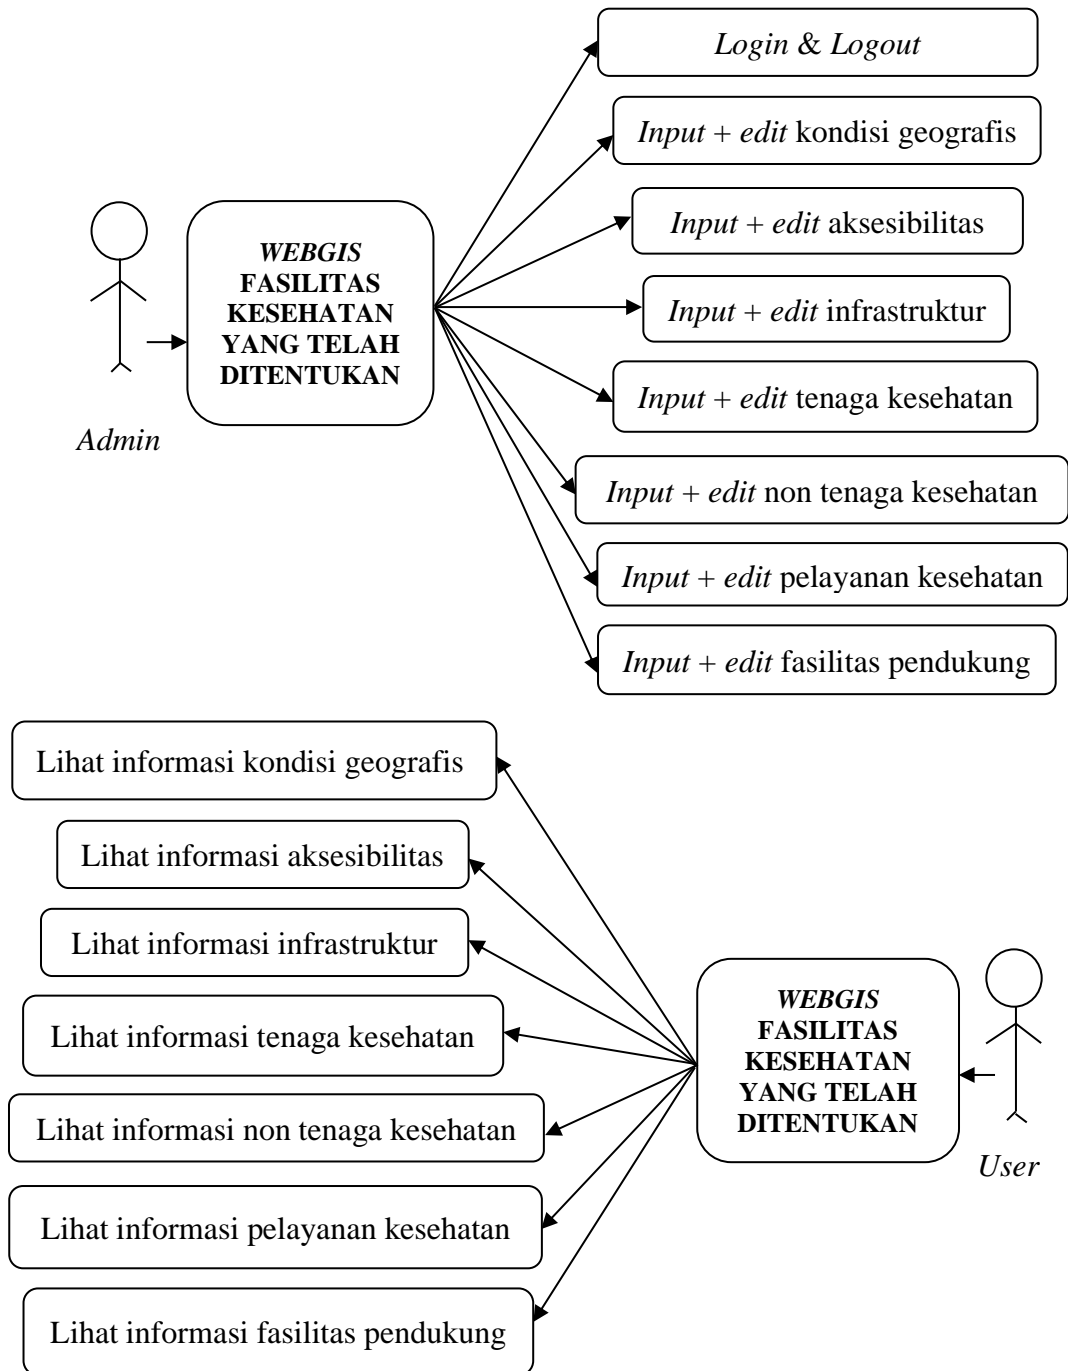 Login & Logout
Input + edit kondisi geografis
Input + edit aksesibilitas
Input + edit infrastruktur
Input + edit tenaga kesehatan
Input + edit non tenaga kesehatan
Input + edit pelayanan kesehatan
Input + edit fasilitas pendukung
WEBGIS
FASILITAS
KESEHATAN
YANG TELAH
DITENTUKAN
Admin
Lihat informasi kondisi geografis
Lihat informasi aksesibilitas
Lihat informasi infrastruktur
Lihat informasi tenaga kesehatan
Lihat informasi non tenaga kesehatan
Lihat informasi pelayanan kesehatan
Lihat informasi fasilitas pendukung
WEBGIS
FASILITAS
KESEHATAN
YANG TELAH
DITENTUKAN
User